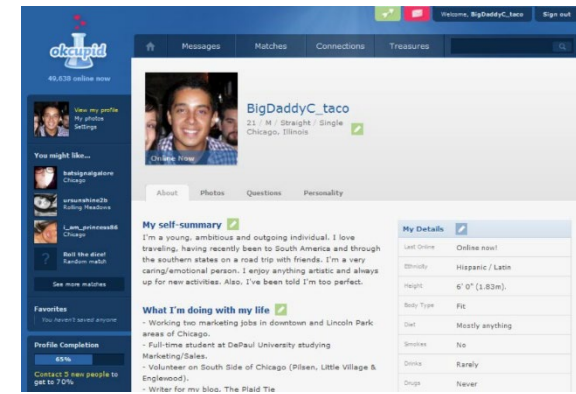 Welcome, BigDaddyC_taco
Sign out
okcupid
49,638 online now
Messages
Matches
Connections
Treasures
View my profile
My photos
Settings
BigDaddyC_taco
21 / M / Straight / Single
Chicago, Illinois
Online Now
You might like...
batsignalgalore
Chicago
ursunshine2b
Rolling Meadows
i_am_princess86
Chicago
?
Roll the dice!
Random match
See more matches
Favorites
You haven't saved anyone
Profile Completion
65%
Contact 5 new people to
get to 70%
About
Photos
Questions
Personality
My self-summary
I'm a young, ambitious and outgoing individual. I love
traveling, having recently been to South America and through
the southern states on a road trip with friends. I'm a very
caring/emotional person. I enjoy anything artistic and always
up for new activities. Also, I've been told I'm too perfect.
What I'm doing with my life
- Working two marketing jobs in downtown and Lincoln Park
areas of Chicago.
- Full-time student at DePaul University studying
Marketing/Sales.
- Volunteer on South Side of Chicago (Pilsen, Little Village &
Englewood).
- Writer for my blog, The Plaid Tie
My Details
Last Online Online now!
Ethnicity Hispanic / Latin
Height 6' 0" (1.83m).
Body Type Fit
Diet Mostly anything
Smokes No
Drinks Rarely
Drugs Never